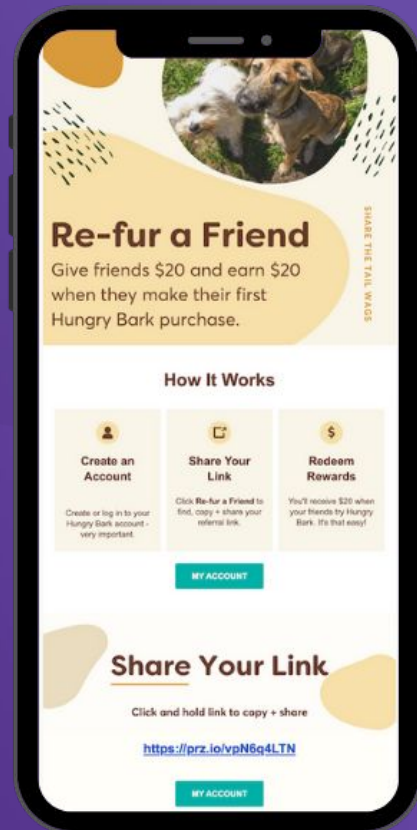 Re-fur a Friend
Give friends $20 and earn $20
when they make their first
Hungry Bark purchase.
SHARE THE TAIL WAGS
How It Works
Create an
Account
Create or log in to your
Hungry Bark account -
very important.
Share Your
Link
Click Re-fur a Friend to
find, copy + share your
referral link.
$
Redeem
Rewards
You'll receive $20 when
your friends try Hungry
Bark. It's that easy!
MY ACCOUNT
Share Your Link
Click and hold link to copy + share
https://prz.io/vpN6q4LTN
MY ACCOUNT